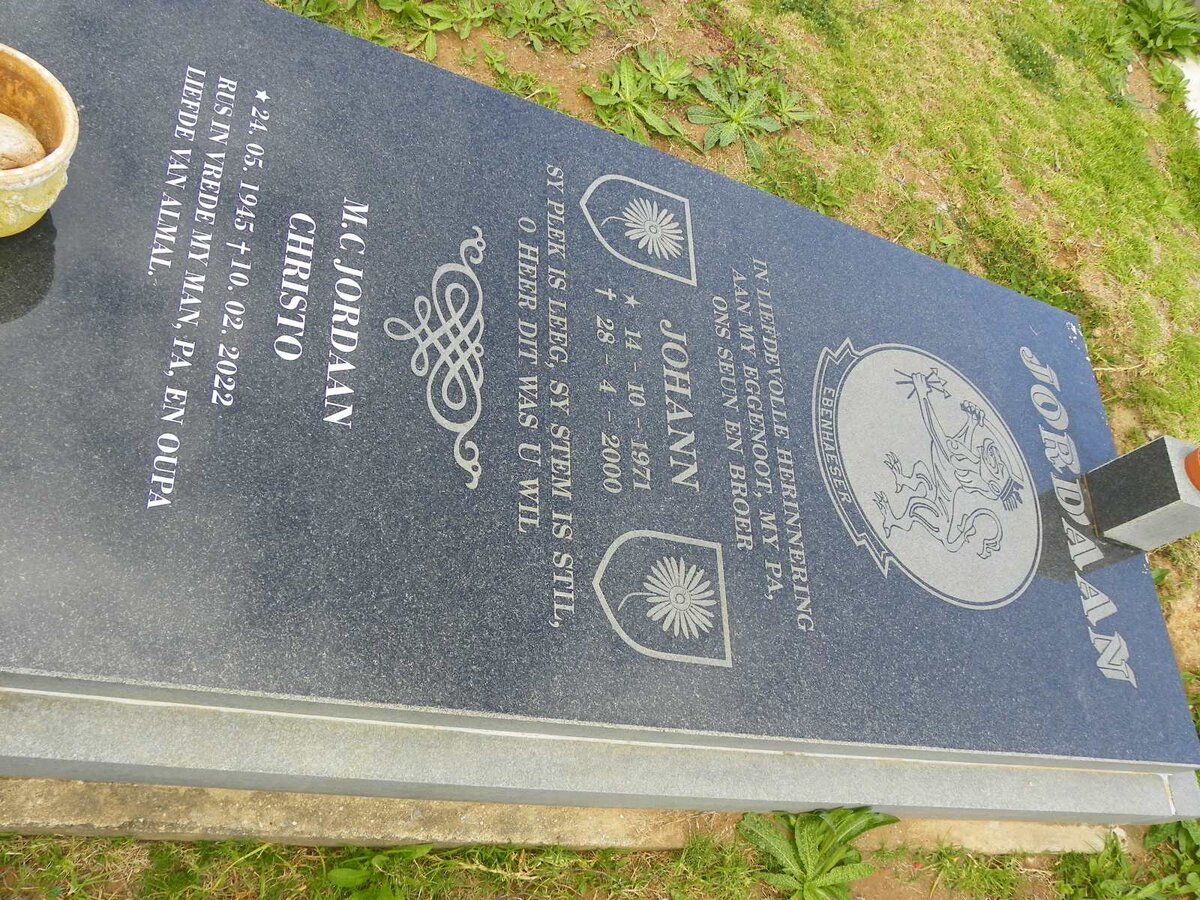 JORDAAN
EBENHAESER
IN LIEFDEVOLLE HERINNERING
AAN MY EGGENOOT, MY PA,
ONS SEUN EN BROER
JOHANN
★ 14 - 10 - 1971
† 28 - 4 - 2000
SY PLEK IS LEEG, SY STEM IS STIL,
O HEER DIT WAS U WIL
M.C JORDAAN
CHRISTO
★ 24. 05. 1945 † 10. 02. 2022
RUS IN VREDE MY MAN, PA, EN OUPA
LIEFDE VAN ALMAL.